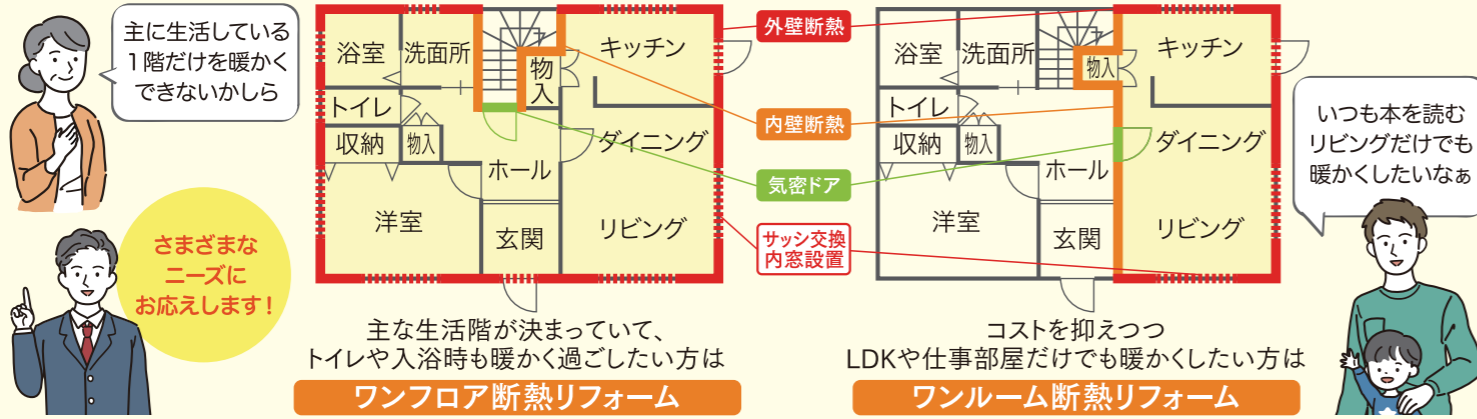 主に生活している
1階だけを暖かく
できないかしら
さまざまな
ニーズに
お応えします!
浴室
洗面所
物入
キッチン
トイレ
収納
物入
ホール
ダイニング
洋室
玄関
リビング
主な生活階が決まっていて、
トイレや入浴時も暖かく過ごしたい方は
ワンフロア断熱リフォーム
外壁断熱
内壁断熱
気密ドア
サッシ交換
内窓設置
浴室
洗面所
物入
キッチン
トイレ
収納
物入
ホール
ダイニング
洋室
玄関
リビング
コストを抑えつつ
LDKや仕事部屋だけでも暖かくしたい方は
ワンルーム断熱リフォーム
いつも本を読む
リビングだけでも
暖かくしたいなぁ